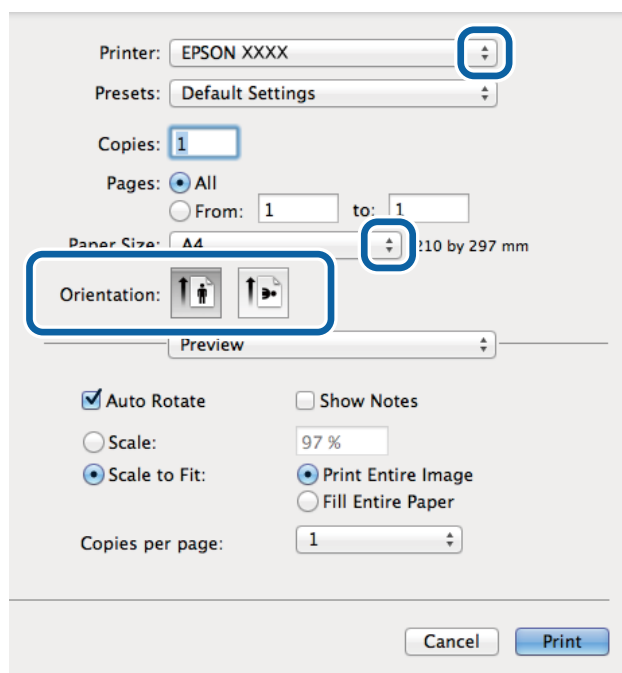 Printer: EPSON XXXX
Presets: Default Settings
Copies: 1
Pages: All
From: 1 to: 1
Paper Size: A4 210 by 297 mm
Orientation:
Preview
Auto Rotate Show Notes
Scale: 97 %
Scale to Fit: Print Entire Image
Fill Entire Paper
Copies per page: 1
Cancel Print